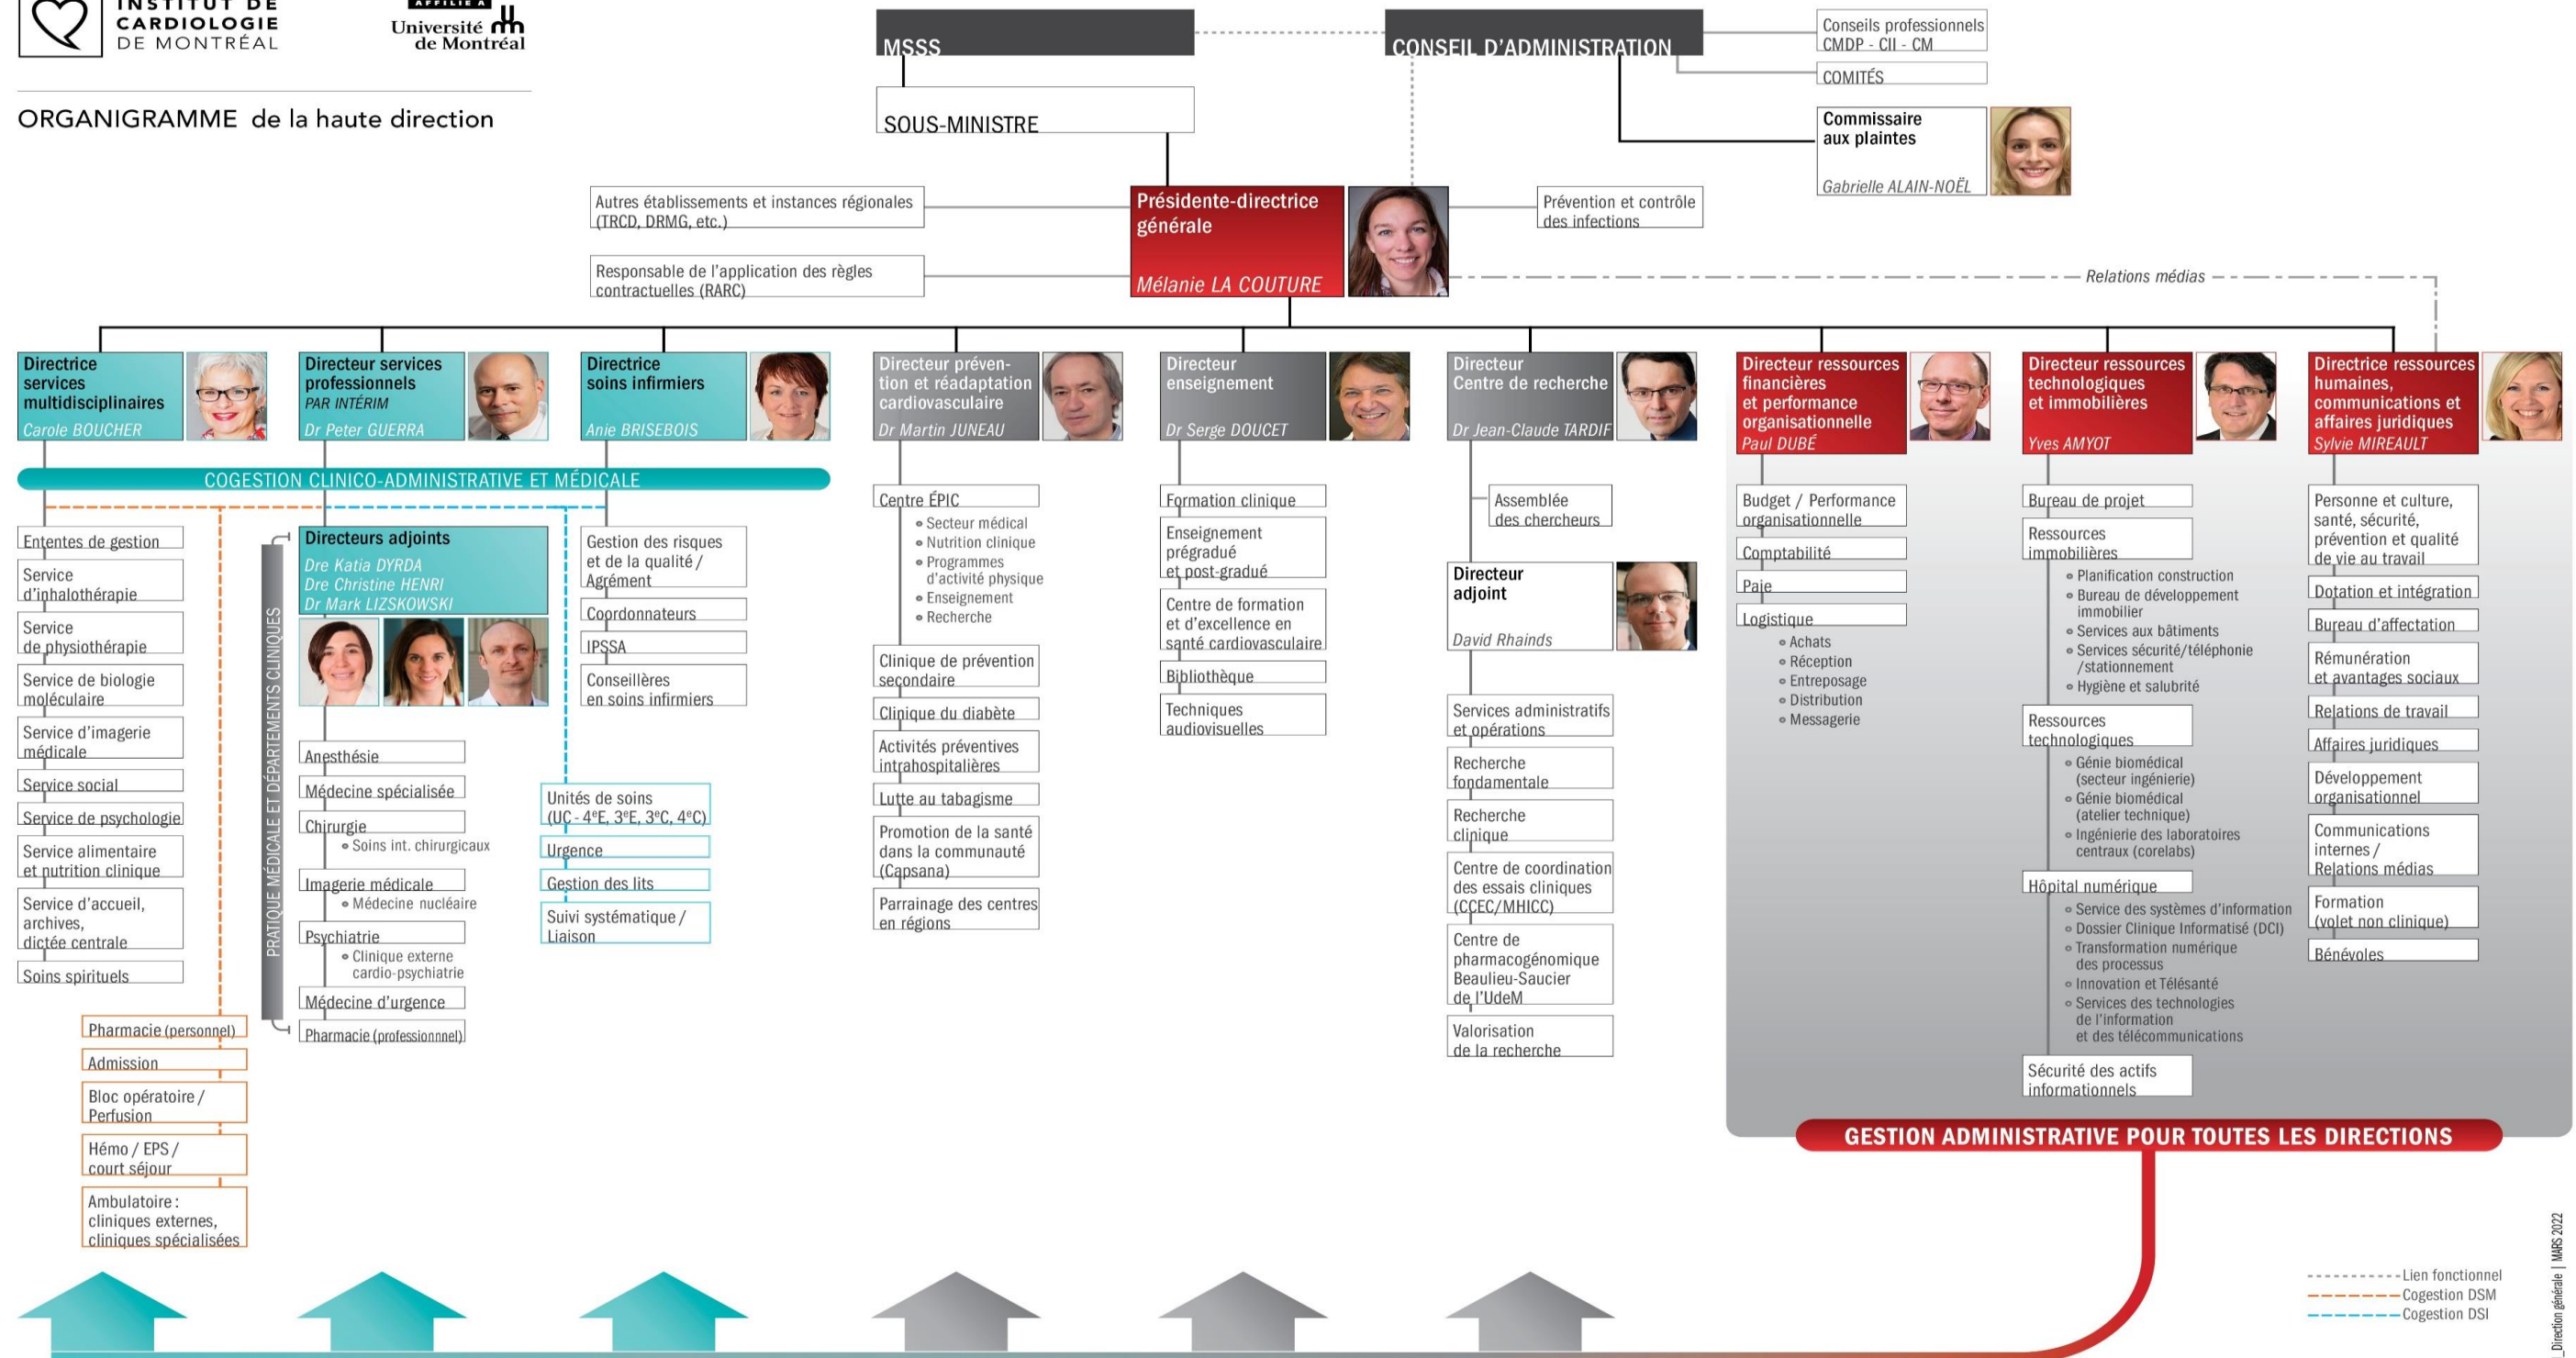 INSTITUT DE
CARDIOLOGIE
DE MONTRÉAL
AFFILIÉ À
Université
de Montréal
ORGANIGRAMME de la haute direction
MSSS
CONSEIL D'ADMINISTRATION
Conseils professionnels
CMDP - CII - CM
COMITÉS
SOUS-MINISTRE
Commissaire
aux plaintes
Gabrielle ALAIN-NOËL
Autres établissements et instances régionales
(TRCD, DRMG, etc.)
Responsable de l'application des règles
contractuelles (RARC)
Présidente-directrice
générale
Mélanie LA COUTURE
Prévention et contrôle
des infections
Relations médias
Directrice
services
multidisciplinaires
Carole BOUCHER
Directeur services
professionnels
PAR INTÉRIM
Dr Peter GUERRA
Directrice
soins infirmiers
Anie BRISEBOIS
Directeur préven-
tion et réadaptation
cardiovasculaire
Dr Martin JUNEAU
Directeur
enseignement
Dr Serge DOUCET
Directeur
Centre de recherche
Dr Jean-Claude TARDIF
Directeur ressources
financières
et performance
organisationnelle
Paul DUBÉ
Directeur ressources
technologiques
et immobilières
Yves AMYOT
Directrice ressources
humaines,
communications et
affaires juridiques
Sylvie MIREAULT
COGESTION CLINICO-ADMINISTRATIVE ET MÉDICALE
Ententes de gestion
Service
d'inhalothérapie
Service
de physiothérapie
Service de biologie
moléculaire
Service d'imagerie
médicale
Service social
Service de psychologie
Service alimentaire
et nutrition clinique
Service d'accueil,
archives,
dictée centrale
Soins spirituels
Pharmacie (personnel)
Admission
Bloc opératoire /
Perfusion
Hémo / EPS /
court séjour
Ambulatoire :
cliniques externes,
cliniques spécialisées
PRATIQUE MÉDICALE ET DÉPARTEMENTS CLINIQUES
Directeurs adjoints
Dre Katia DYRDA
Dre Christine HENRI
Dr Mark LIZSKOWSKI
Anesthésie
Médecine spécialisée
Chirurgie
• Soins int. chirurgicaux
Imagerie médicale
• Médecine nucléaire
Psychiatrie
• Clinique externe
cardio-psychiatrie
Médecine d'urgence
Pharmacie (professionnnel)
Gestion des risques
et de la qualité /
Agrément
Coordonnateurs
IPSSA
Conseillères
en soins infirmiers
Unités de soins
(UC - 4ᵉE, 3ᵉE, 3ᵉC, 4ᵉC)
Urgence
Gestion des lits
Suivi systématique /
Liaison
Centre ÉPIC
• Secteur médical
• Nutrition clinique
• Programmes
d'activité physique
• Enseignement
• Recherche
Clinique de prévention
secondaire
Clinique du diabète
Activités préventives
intrahospitalières
Lutte au tabagisme
Promotion de la santé
dans la communauté
(Capsana)
Parrainage des centres
en régions
Formation clinique
Enseignement
prégradué
et post-gradué
Centre de formation
et d'excellence en
santé cardiovasculaire
Bibliothèque
Techniques
audiovisuelles
Assemblée
des chercheurs
Directeur
adjoint
David Rhainds
Services administratifs
et opérations
Recherche
fondamentale
Recherche
clinique
Centre de coordination
des essais cliniques
(CCEC/MHICC)
Centre de
pharmacogénomique
Beaulieu-Saucier
de l'UdeM
Valorisation
de la recherche
Budget / Performance
organisationnelle
Comptabilité
Paie
Logistique
• Achats
• Réception
• Entreposage
• Distribution
• Messagerie
Bureau de projet
Ressources
immobilières
• Planification construction
• Bureau de développement
immobilier
• Services aux bâtiments
• Services sécurité/téléphonie
/stationnement
• Hygiène et salubrité
Ressources
technologiques
• Génie biomédical
(secteur ingénierie)
• Génie biomédical
(atelier technique)
• Ingénierie des laboratoires
centraux (corelabs)
Hôpital numérique
• Service des systèmes d'information
• Dossier Clinique Informatisé (DCI)
• Transformation numérique
des processus
• Innovation et Télésanté
• Services des technologies
de l'information
et des télécommunications
Sécurité des actifs
informationnels
Personne et culture,
santé, sécurité,
prévention et qualité
de vie au travail
Dotation et intégration
Bureau d'affectation
Rémunération
et avantages sociaux
Relations de travail
Affaires juridiques
Développement
organisationnel
Communications
internes /
Relations médias
Formation
(volet non clinique)
Bénévoles
GESTION ADMINISTRATIVE POUR TOUTES LES DIRECTIONS
Lien fonctionnel
Cogestion DSM
Cogestion DSI
_Direction générale | MARS 2022